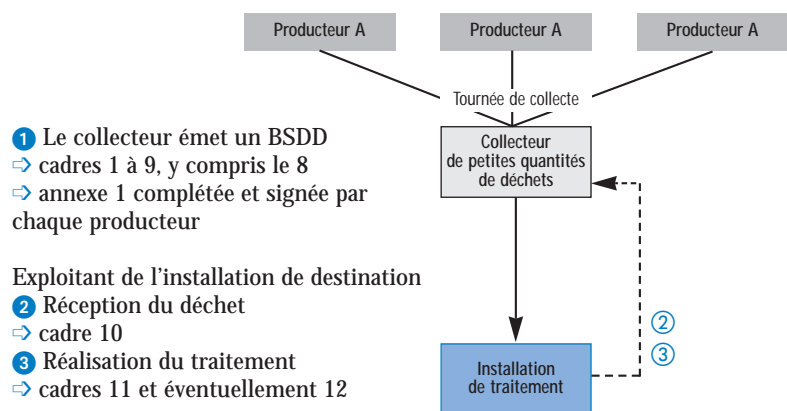 Producteur A
Producteur A
Producteur A
Tournée de collecte
1 Le collecteur émet un BSDD
⇨ cadres 1 à 9, y compris le 8
⇨ annexe 1 complétée et signée par
chaque producteur
Collecteur
de petites quantités
de déchets
Exploitant de l'installation de destination
2 Réception du déchet
⇨ cadre 10
3 Réalisation du traitement
⇨ cadres 11 et éventuellement 12
2
3
Installation
de traitement